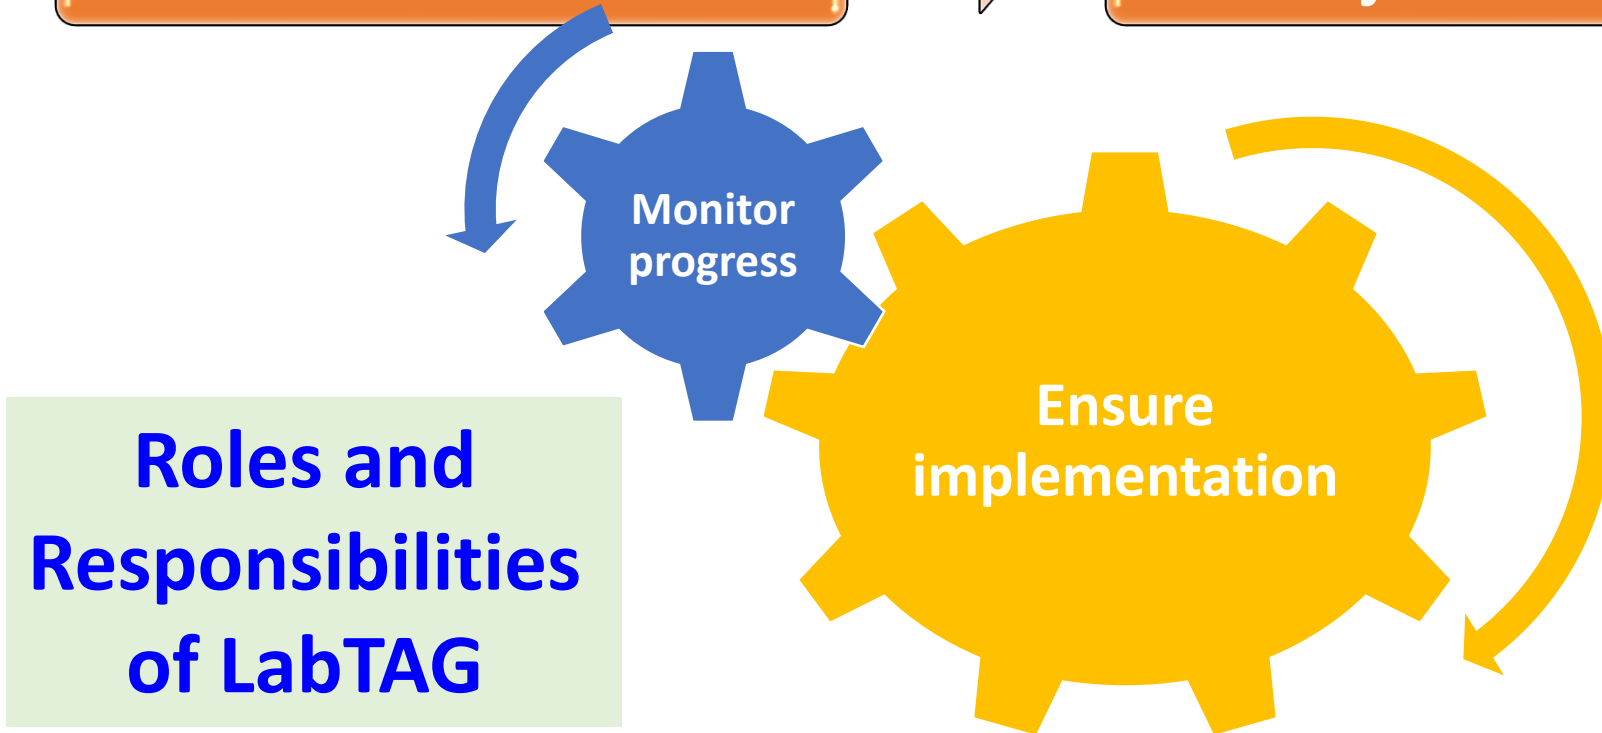 Monitor
progress
Ensure
implementation
Roles and
Responsibilities
of LabTAG